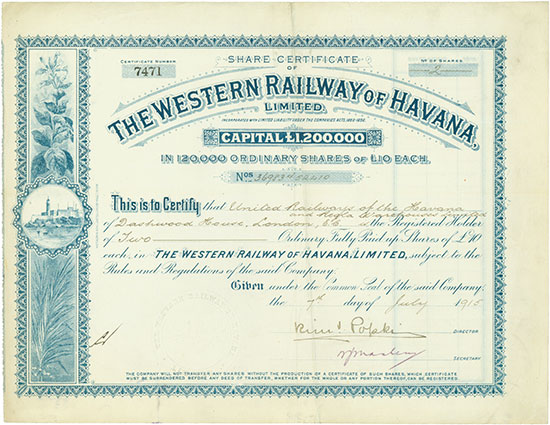 CERTIFICATE NUMBER
7471
SHARE CERTIFICATE
OF
Nº OF SHARES
2
THE WESTERN RAILWAY OF HAVANA,
LIMITED.
INCORPORATED WITH LIMITED LIABILITY UNDER THE COMPANIES ACTS, 1862-1890.
CAPITAL £1,200,000
IN 120,000 ORDINARY SHARES OF £10 EACH.
Nos
This is to Certify that United Railways of the Havana
and Regla Warehouses Limited
of Dashwood House, London, E.C. is the Registered Holder
of Two Ordinary Fully Paid up Shares of £10
each, in THE WESTERN RAILWAY OF HAVANA, LIMITED, subject to the
Rules and Regulations of the said Company.
Given under the Common Seal of the said Company
the 7th day of July 1915
DIRECTOR
SECRETARY
THE COMPANY WILL NOT TRANSFER ANY SHARES WITHOUT THE PRODUCTION OF A CERTIFICATE OF SUCH SHARES, WHICH CERTIFICATE
MUST BE SURRENDERED BEFORE ANY DEED OF TRANSFER, WHETHER FOR THE WHOLE OR ANY PORTION THEREOF, CAN BE REGISTERED.